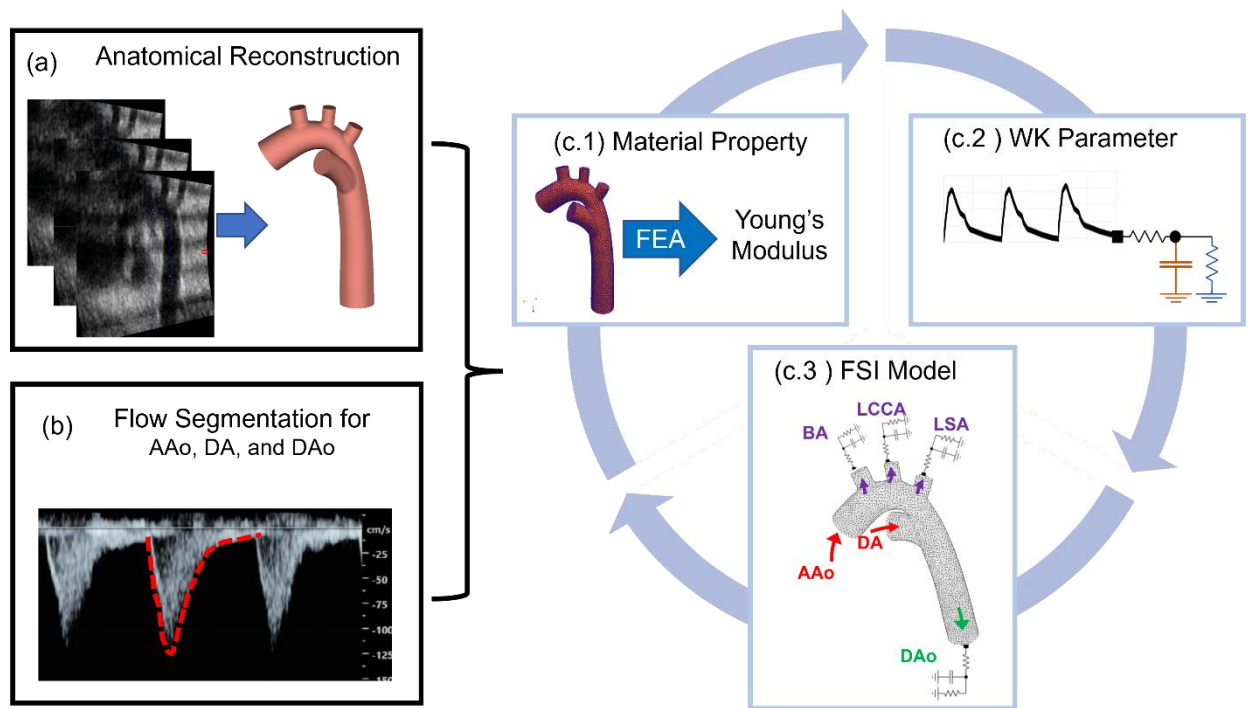 (a)
Anatomical Reconstruction
(b)
Flow Segmentation for
AAo, DA, and DAo
cm/s
-25
-50
-75
-100
-125
(c.1) Material Property
FEA
Young's
Modulus
(c.2 ) WK Parameter
(c.3 ) FSI Model
BA
LCCA
LSA
DA
AAo
DAo